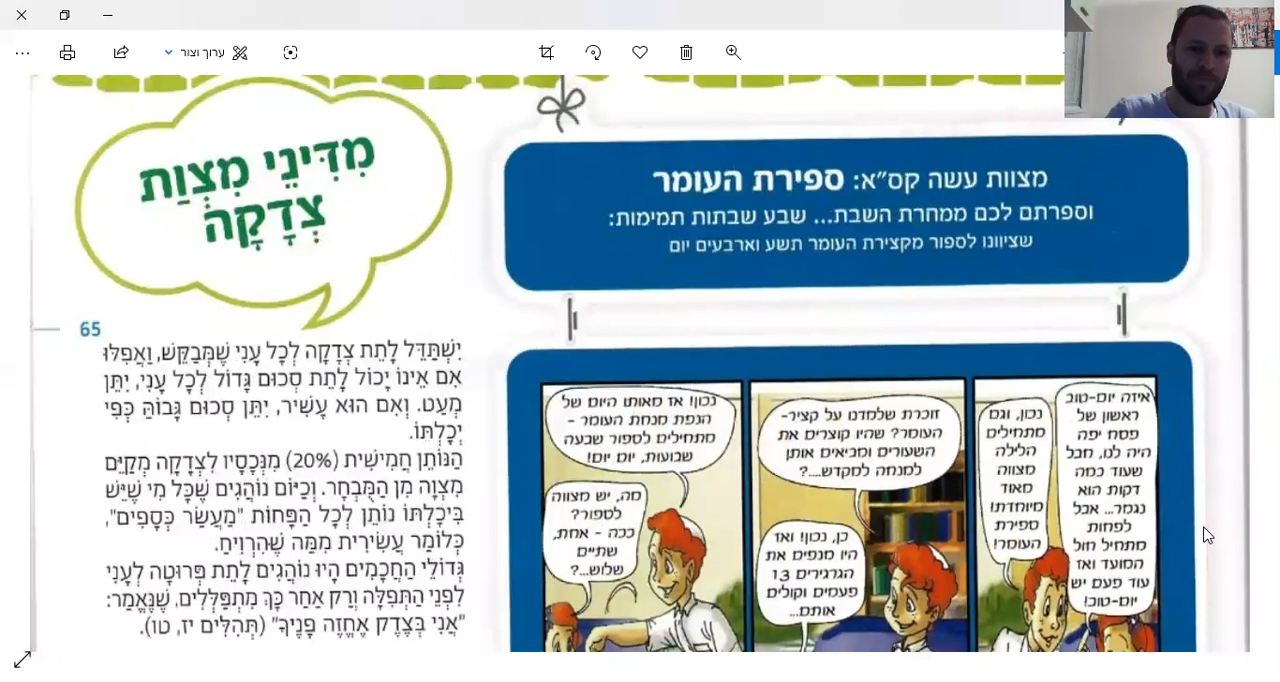 ערוך וצור
מצוות עשה קס״א: ספירת העומר
וספרתם לכם ממחרת השבת... שבע שבתות תמימות:
שציוונו לספור מקצירת העומר תשע וארבעים יום
איזה יום-טוב
ראשון של
פסח יפה
היה לנו, חבל
שעוד כמה
דקות הוא
נגמר... אבל
לפחות
מתחיל חול
המועד ואז
עוד פעם יש
יום-טוב!
נכון, וגם
מתחילים
הלילה
מצווה
מאוד
מיוחדת!
ספירת
העומר!
זוכרת שלמדנו על קציר-
העומר? שהיו קוצרים את
השעורים ומביאים אותן
למנחה למקדש....?
כן, נכון! ואז
היו מנפים את
הגרגירים 13
פעמים וקולים
אותם...
נכון! אז מאותו היום של
הנפת מנחת העומר -
מתחילים לספור שבעה
שבועות, יום יום!
מה, יש מצווה
לספור?
ככה - אחת,
שתיים
שלוש...?
מִדִּינֵי מִצְוַת
צְדָקָה
65
יִשְׁתַּדֵּל לָתֵת צְדָקָה לְכָל עָנִי שֶׁמְּבַקֵּשׁ, וַאֲפִלּוּ
אִם אֵינוֹ יָכוֹל לָתֵת סְכוּם גָּדוֹל לְכָל עָנִי, יִתֵּן
מְעַט. וְאִם הוּא עָשִׁיר, יִתֵּן סְכוּם גָּבוֹהַּ כְּפִי
יְכָלְתּוֹ.
הַנּוֹתֵן חֲמִישִׁית (20%) מִנְּכָסָיו לִצְדָקָה מְקַיֵּם
מִצְוָה מִן הַמֻּבְחָר. וְכַיּוֹם נוֹהֲגִים שֶׁכָּל מִי שֶׁיֵּשׁ
בִּיכָלְתּוֹ נוֹתֵן לְכָל הַפָּחוֹת "מַעֲשַׂר כְּסָפִים",
כְּלוֹמַר עֲשִׂירִית מִמַּה שֶּׁהִרְוִיחַ.
גְּדוֹלֵי הַחֲכָמִים הָיוּ נוֹהֲגִים לָתֵת פְּרוּטָה לְעָנִי
לִפְנֵי הַתְּפִלָּה וְרַק אַחַר כָּךְ מִתְפַּלְּלִים, שֶׁנֶּאֱמַר:
"אֲנִי בְּצֶדֶק אֶחֱזֶה פָנֶיךָ" (תְּהִלִּים יז, טו).